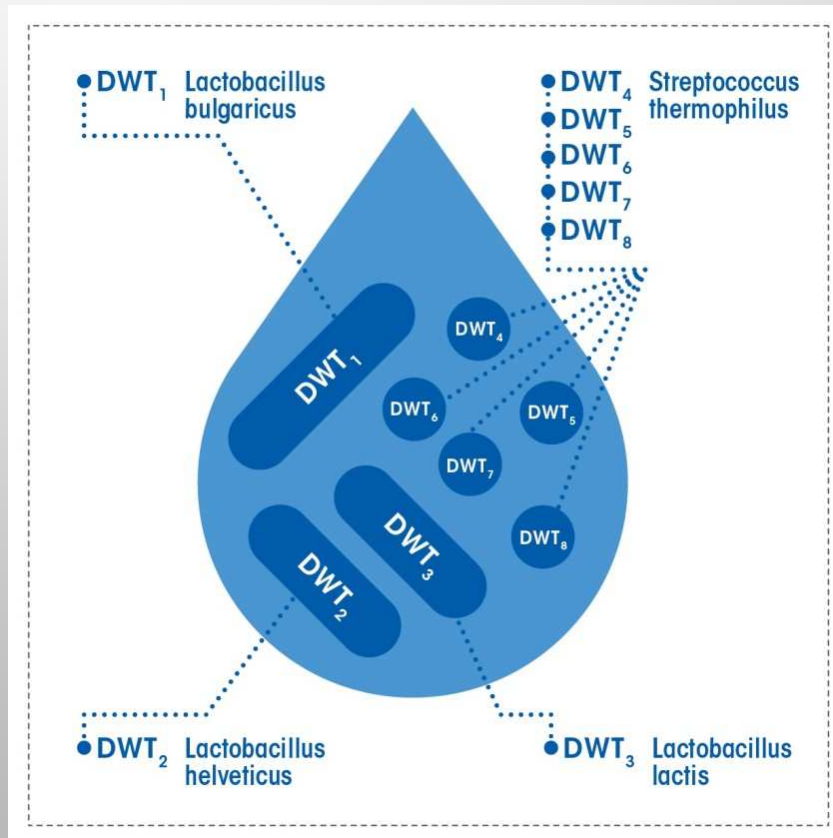 DWT₁ Lactobacillus
bulgaricus
DWT₄ Streptococcus
thermophilus
DWT₅
DWT₆
DWT₇
DWT₈
DWT₁
DWT₄
DWT₆
DWT₅
DWT₇
DWT₃
DWT₈
DWT₂
DWT₂ Lactobacillus
helveticus
DWT₃ Lactobacillus
lactis